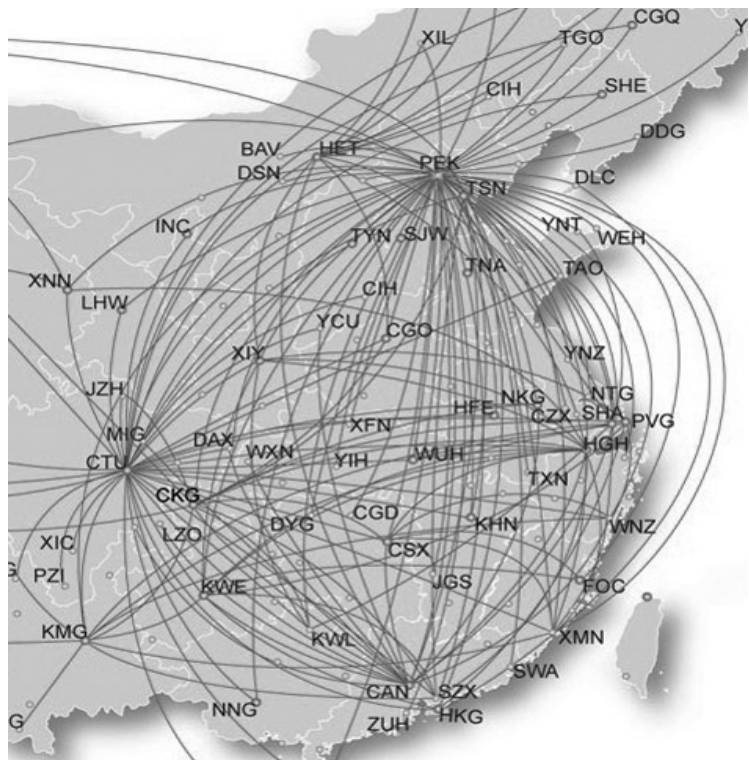 CGQ
Y
XIL
TGO
CIH
SHE
DDG
BAV
HET
PEK
DSN
TSN
DLC
INC
TYN
SJW
YNT
WEH
XNN
TNA
TAO
LHW
CIH
YCU
CGO
XIY
YNZ
JZH
NKG
NTG
HFE
CZX
SHA
PVG
MIG
DAX
XFN
HGH
CTU
WXN
YIH
WUH
TXN
CKG
DYG
CGD
KHN
WNZ
LZO
XIC
CSX
G
PZI
KWE
JGS
FOC
KMG
KWL
XMN
CAN
SZX
SWA
NNG
ZUH
HKG
G